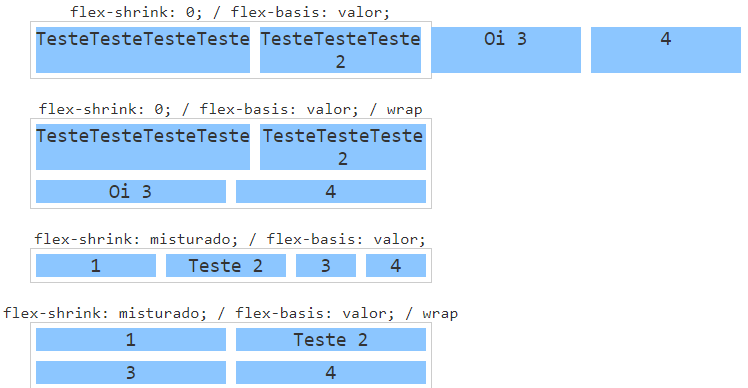 flex-shrink: 0; / flex-basis: valor;
TesteTesteTesteTeste TesteTesteTeste Oi 3 4
2
flex-shrink: 0; / flex-basis: valor; / wrap
TesteTesteTesteTeste TesteTesteTeste
2
Oi 3 4
flex-shrink: misturado; / flex-basis: valor;
1 Teste 2 3 4
flex-shrink: misturado; / flex-basis: valor; / wrap
1 Teste 2
3 4